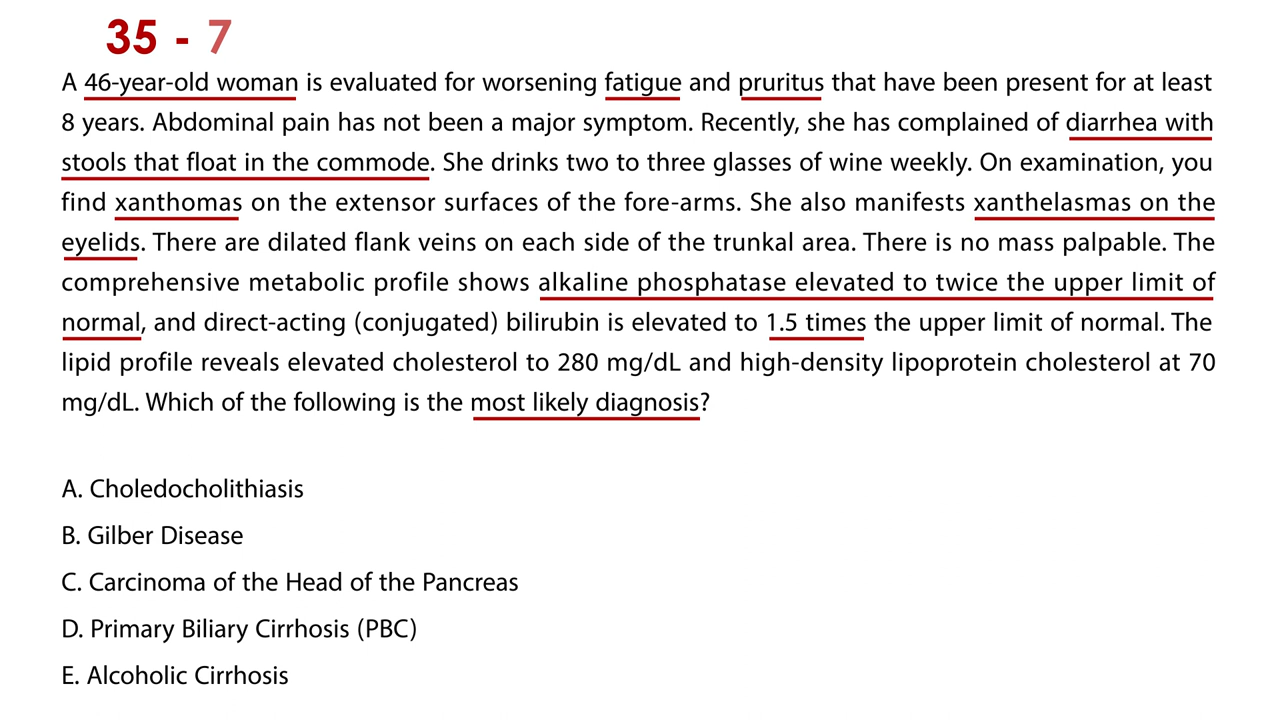 35 - 7
A 46-year-old woman is evaluated for worsening fatigue and pruritus that have been present for at least
8 years. Abdominal pain has not been a major symptom. Recently, she has complained of diarrhea with
stools that float in the commode. She drinks two to three glasses of wine weekly. On examination, you
find xanthomas on the extensor surfaces of the fore-arms. She also manifests xanthelasmas on the
eyelids. There are dilated flank veins on each side of the trunkal area. There is no mass palpable. The
comprehensive metabolic profile shows alkaline phosphatase elevated to twice the upper limit of
normal, and direct-acting (conjugated) bilirubin is elevated to 1.5 times the upper limit of normal. The
lipid profile reveals elevated cholesterol to 280 mg/dL and high-density lipoprotein cholesterol at 70
mg/dL. Which of the following is the most likely diagnosis?
A. Choledocholithiasis
B. Gilber Disease
C. Carcinoma of the Head of the Pancreas
D. Primary Biliary Cirrhosis (PBC)
E. Alcoholic Cirrhosis